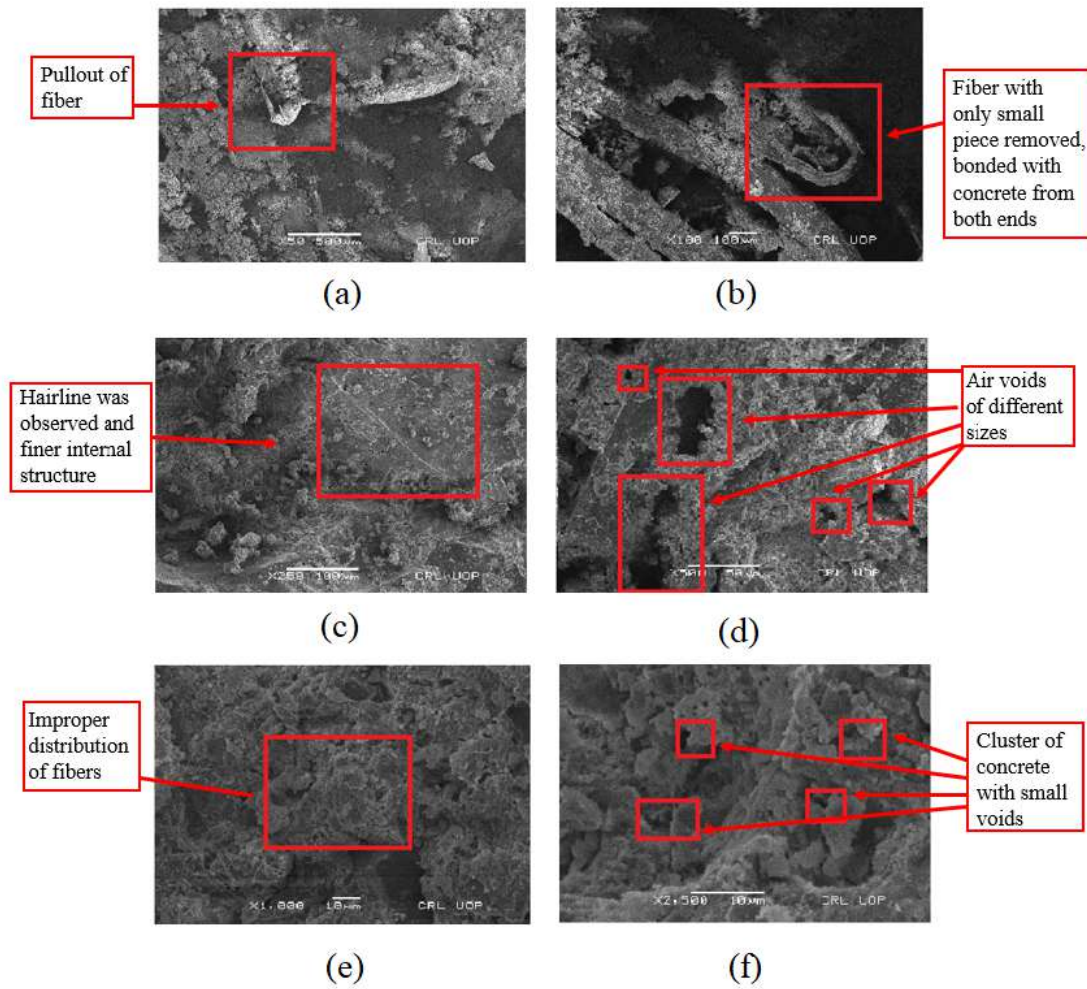 Pullout of
fiber
X50 500µm CRL UOP
(a)
Fiber with
only small
piece removed,
bonded with
concrete from
both ends
X100 100µm CRL UOP
(b)
Hairline was
observed and
finer internal
structure
100µm CRL UOP
(c)
Air voids
of different
sizes
50µm CRL UOP
(d)
Improper
distribution
of fibers
X1,000 10µm CRL UOP
(e)
Cluster of
concrete
with small
voids
X2,500 10µm CRL UOP
(f)